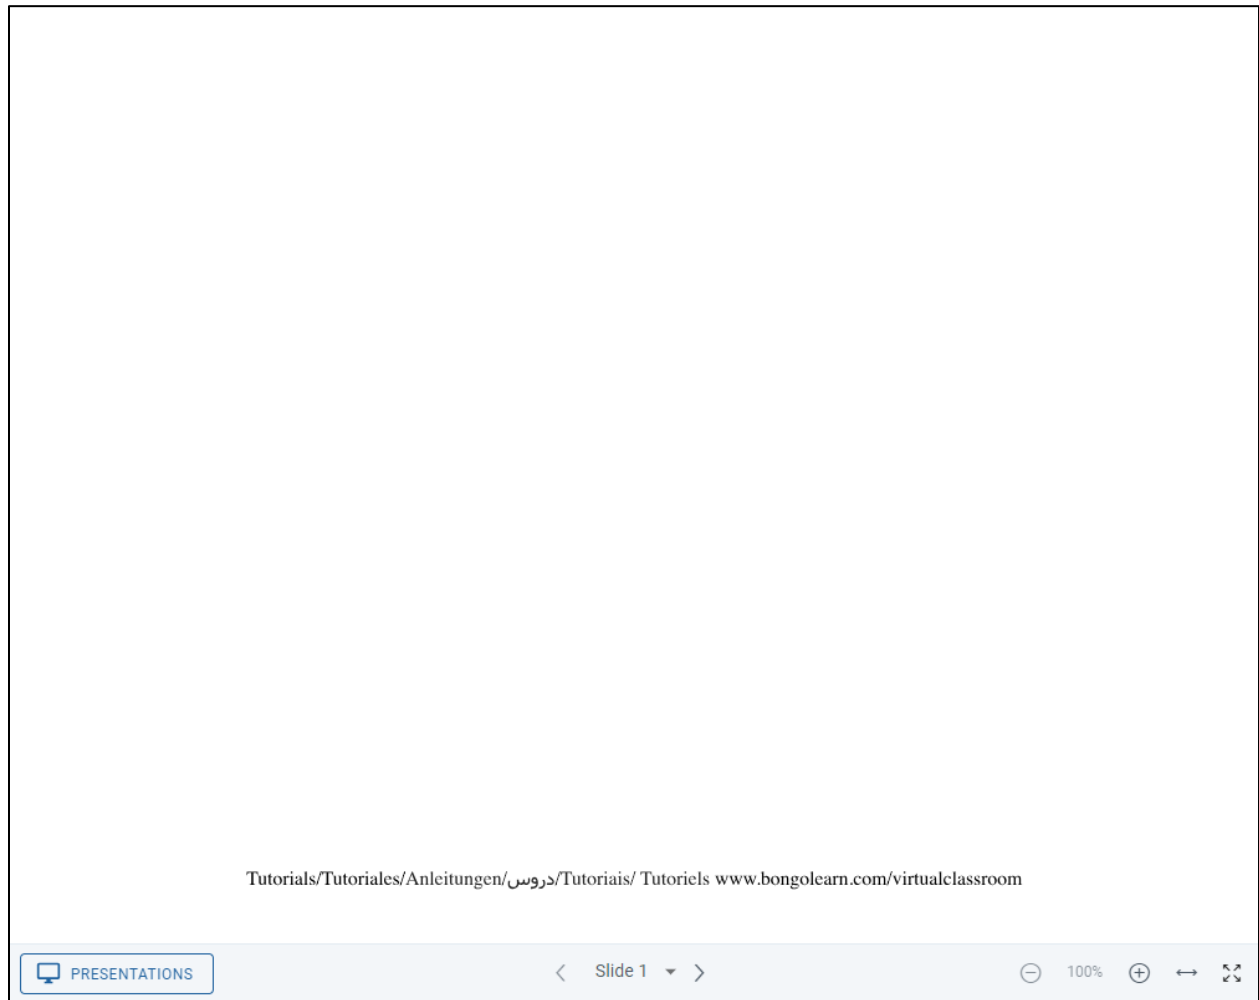 Tutorials/Tutoriales/Anleitungen/دروس/Tutoriais/ Tutoriels www.bongolearn.com/virtualclassroom
PRESENTATIONS
Slide 1
100%